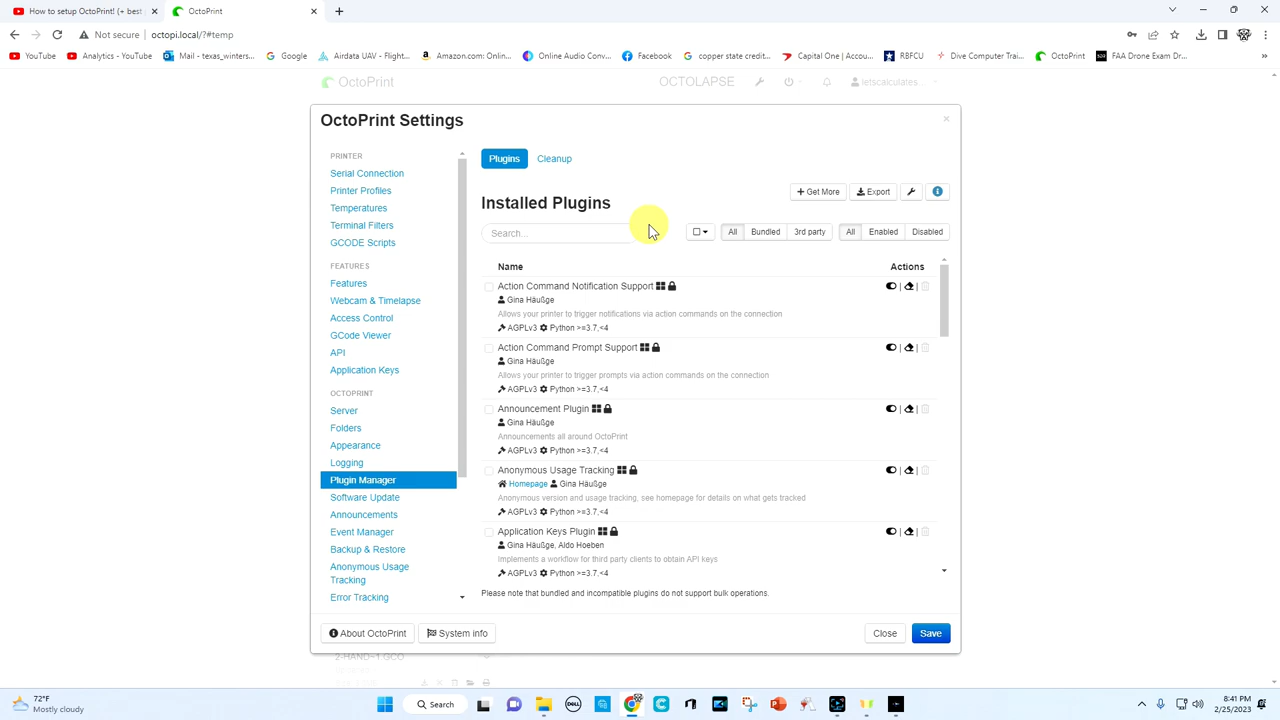 How to setup OctoPrint! (+ best
OctoPrint
Not secure
octopi.local/?#temp
YouTube
Analytics - YouTube
Mail - texas_winters...
Google
Airdata UAV - Flight...
Amazon.com: Onlin...
Online Audio Conv...
Facebook
copper state credit...
Capital One | Accou...
RBFCU
Dive Computer Trai...
OctoPrint
FAA Drone Exam Dr...
OctoPrint
OCTOLAPSE
letscalculates...
OctoPrint Settings
PRINTER
Serial Connection
Printer Profiles
Temperatures
Terminal Filters
GCODE Scripts
FEATURES
Features
Webcam & Timelapse
Access Control
GCode Viewer
API
Application Keys
OCTOPRINT
Server
Folders
Appearance
Logging
Plugin Manager
Software Update
Announcements
Event Manager
Backup & Restore
Anonymous Usage
Tracking
Error Tracking
Plugins
Cleanup
Get More
Export
Installed Plugins
Search...
All
Bundled
3rd party
All
Enabled
Disabled
Name
Actions
Action Command Notification Support
Gina Häußge
Allows your printer to trigger notifications via action commands on the connection
AGPLv3 Python >=3.7,<4
Action Command Prompt Support
Gina Häußge
Allows your printer to trigger prompts via action commands on the connection
AGPLv3 Python >=3.7,<4
Announcement Plugin
Gina Häußge
Announcements all around OctoPrint
AGPLv3 Python >=3.7,<4
Anonymous Usage Tracking
Homepage Gina Häußge
Anonymous version and usage tracking, see homepage for details on what gets tracked
AGPLv3 Python >=3.7,<4
Application Keys Plugin
Gina Häußge, Aldo Hoeben
Implements a workflow for third party clients to obtain API keys
AGPLv3 Python >=3.7,<4
Please note that bundled and incompatible plugins do not support bulk operations.
About OctoPrint
System info
Close
Save
2-HAND~1.GCO
72°F
Mostly cloudy
Search
8:41 PM
2/25/2023